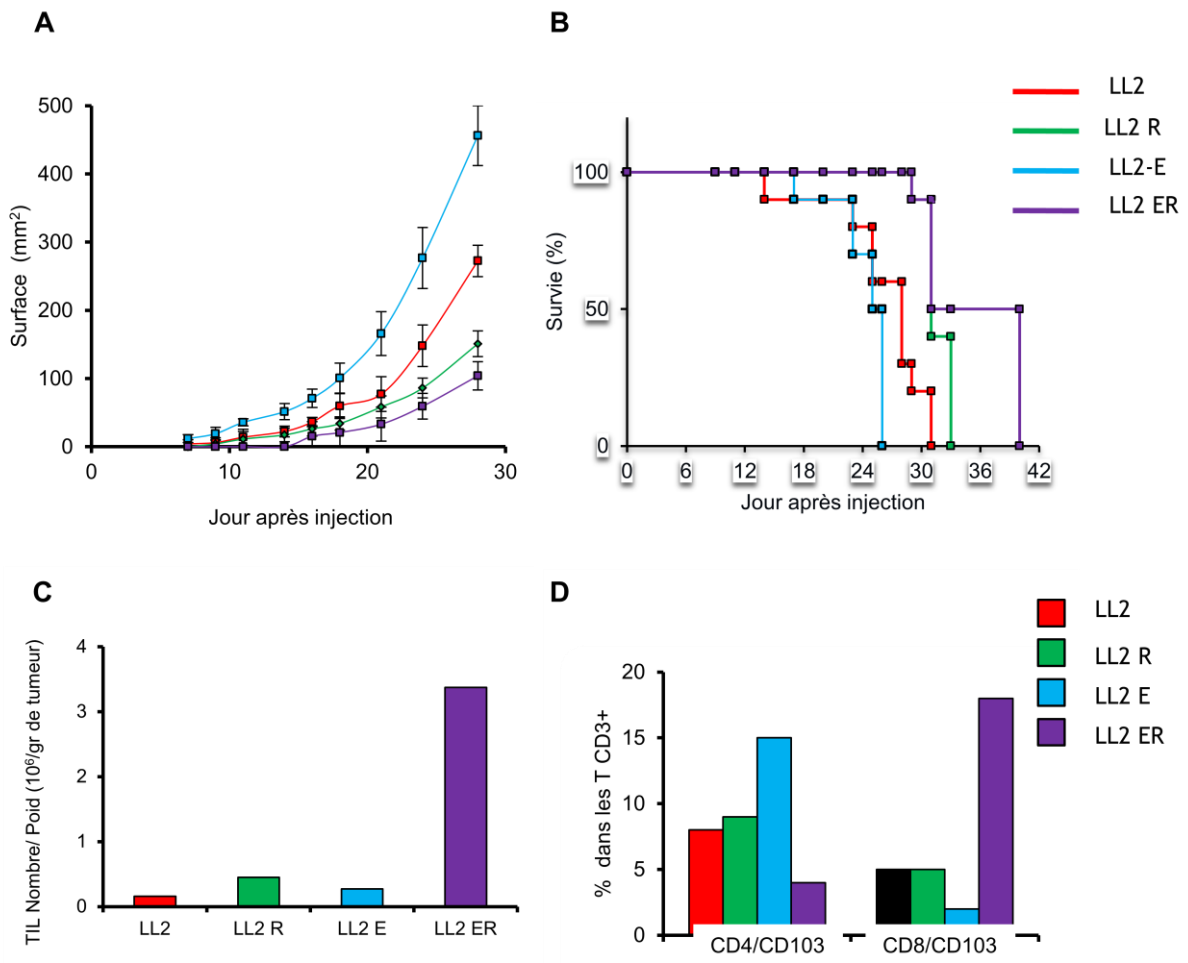 A
Surface (mm²)
500
400
300
200
100
0
0 10 20 30
Jour après injection
B
LL2
LL2 R
LL2-E
LL2 ER
Survie (%)
100
50
0
0 6 12 18 24 30 36 42
Jour après injection
C
TIL Nombre/ Poid (10⁶/gr de tumeur)
4
3
2
1
0
LL2 LL2 R LL2 E LL2 ER
D
LL2
LL2 R
LL2 E
LL2 ER
% dans les T CD3+
20
15
10
5
0
CD4/CD103 CD8/CD103